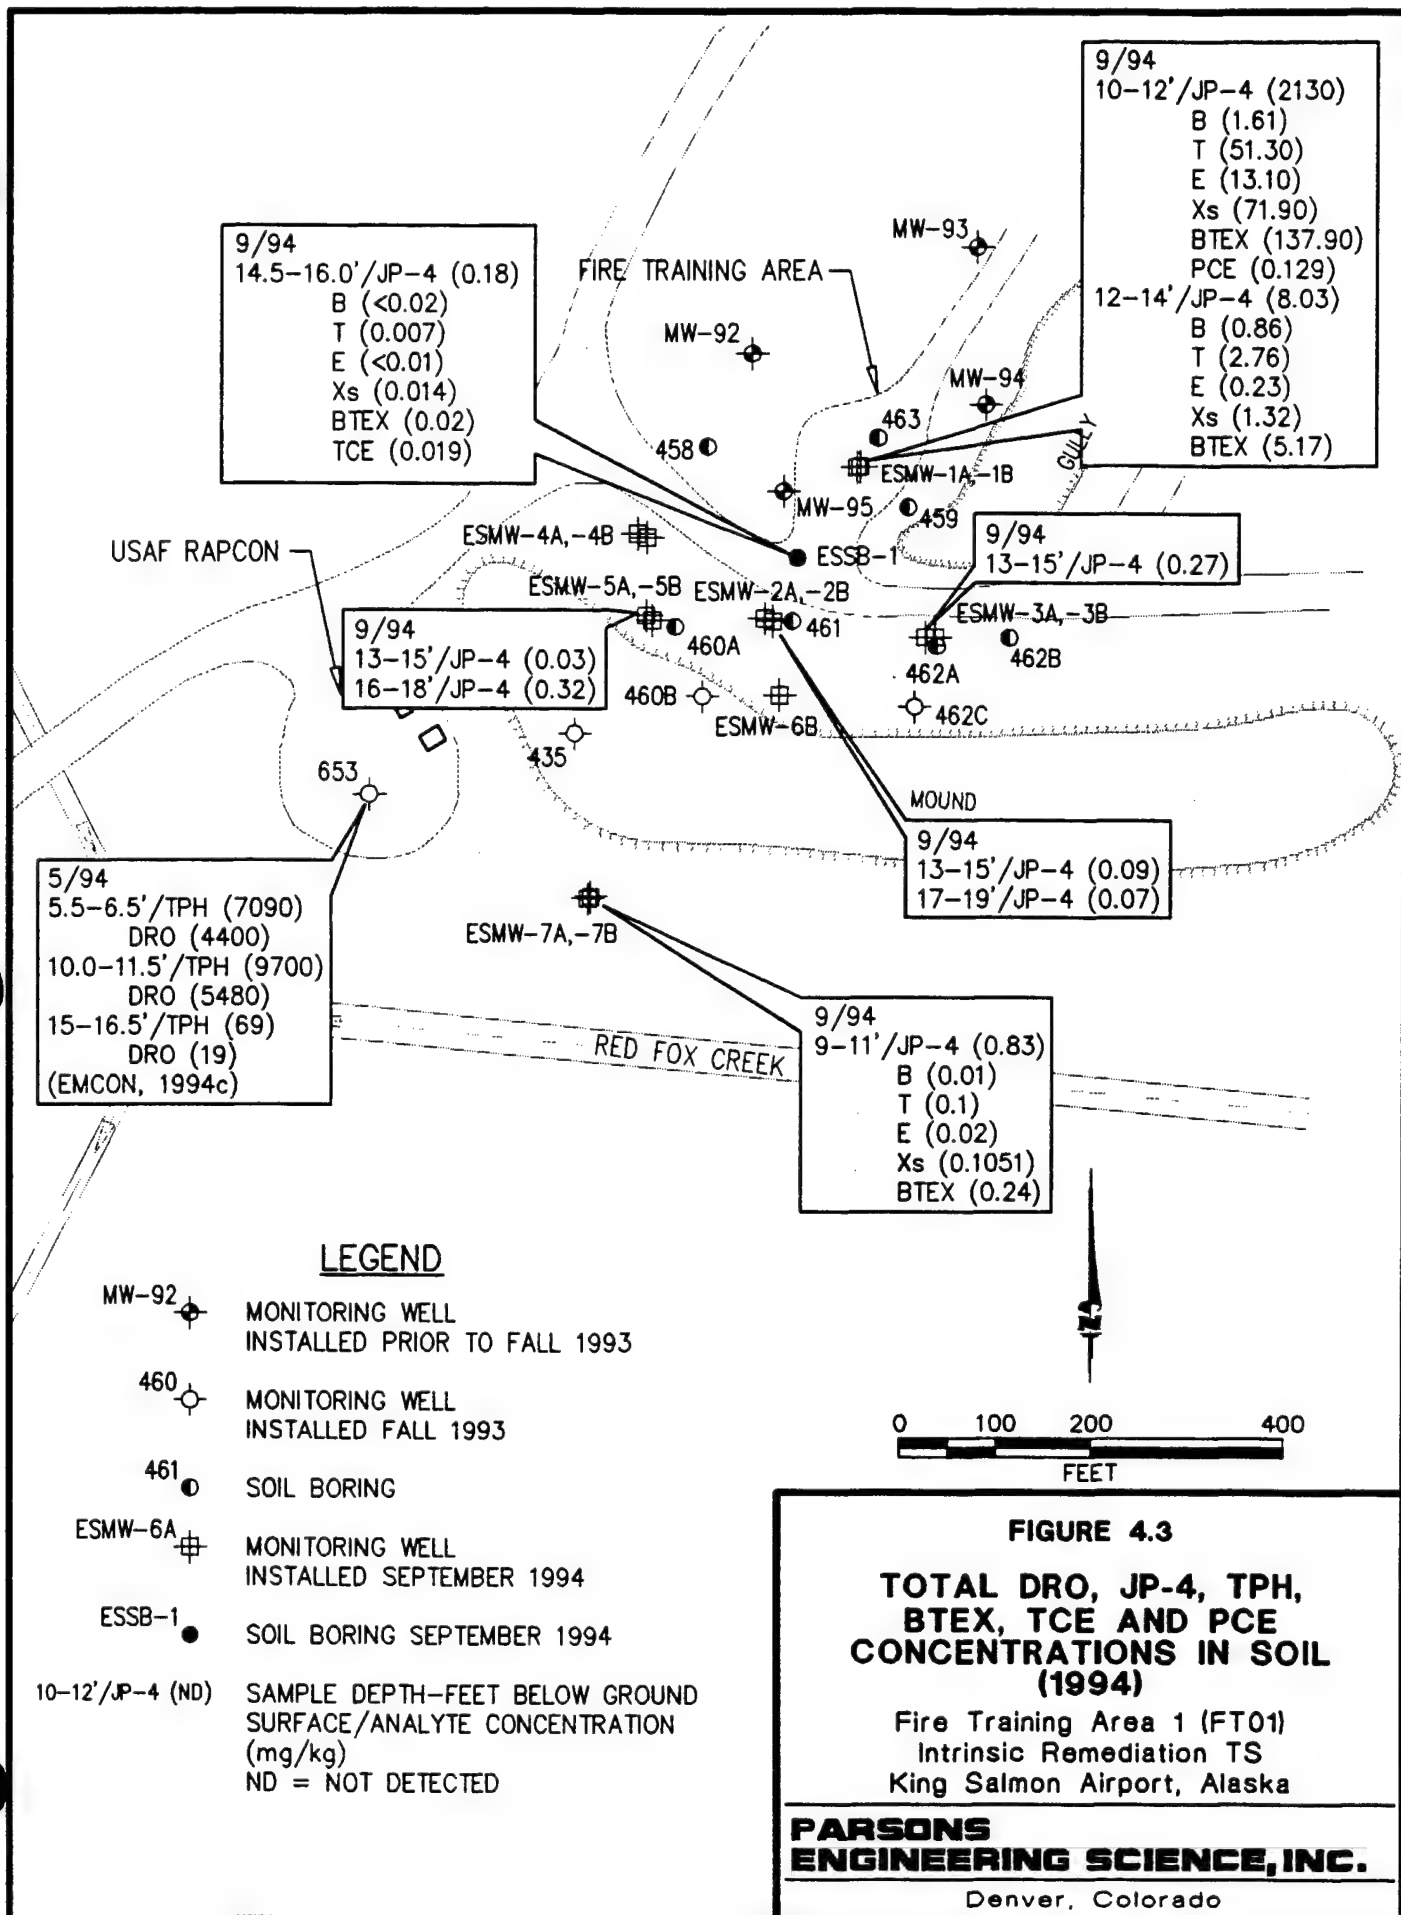 9/94
10-12'/JP-4 (2130)
B (1.61)
T (51.30)
E (13.10)
Xs (71.90)
BTEX (137.90)
PCE (0.129)
12-14'/JP-4 (8.03)
B (0.86)
T (2.76)
E (0.23)
Xs (1.32)
BTEX (5.17)
9/94
14.5-16.0'/JP-4 (0.18)
B (<0.02)
T (0.007)
E (<0.01)
Xs (0.014)
BTEX (0.02)
TCE (0.019)
MW-93
FIRE TRAINING AREA
MW-92
MW-94
463
458
GULLY
ESMW-1A,-1B
MW-95
459
ESMW-4A,-4B
USAF RAPCON
ESSB-1
9/94
13-15'/JP-4 (0.27)
ESMW-5A,-5B
ESMW-2A,-2B
ESMW-3A,-3B
9/94
13-15'/JP-4 (0.03)
16-18'/JP-4 (0.32)
460A
461
462A
462B
460B
ESMW-6B
462C
435
653
MOUND
9/94
13-15'/JP-4 (0.09)
17-19'/JP-4 (0.07)
5/94
5.5-6.5'/TPH (7090)
DRO (4400)
10.0-11.5'/TPH (9700)
DRO (5480)
15-16.5'/TPH (69)
DRO (19)
(EMCON, 1994c)
ESMW-7A,-7B
RED FOX CREEK
9/94
9-11'/JP-4 (0.83)
B (0.01)
T (0.1)
E (0.02)
Xs (0.1051)
BTEX (0.24)
N
LEGEND
MW-92
MONITORING WELL
INSTALLED PRIOR TO FALL 1993
460
MONITORING WELL
INSTALLED FALL 1993
461
SOIL BORING
ESMW-6A
MONITORING WELL
INSTALLED SEPTEMBER 1994
ESSB-1
SOIL BORING SEPTEMBER 1994
10-12'/JP-4 (ND)
SAMPLE DEPTH-FEET BELOW GROUND
SURFACE/ANALYTE CONCENTRATION
(mg/kg)
ND = NOT DETECTED
0 100 200 400
FEET
FIGURE 4.3
TOTAL DRO, JP-4, TPH,
BTEX, TCE AND PCE
CONCENTRATIONS IN SOIL
(1994)
Fire Training Area 1 (FT01)
Intrinsic Remediation TS
King Salmon Airport, Alaska
PARSONS
ENGINEERING SCIENCE, INC.
Denver, Colorado